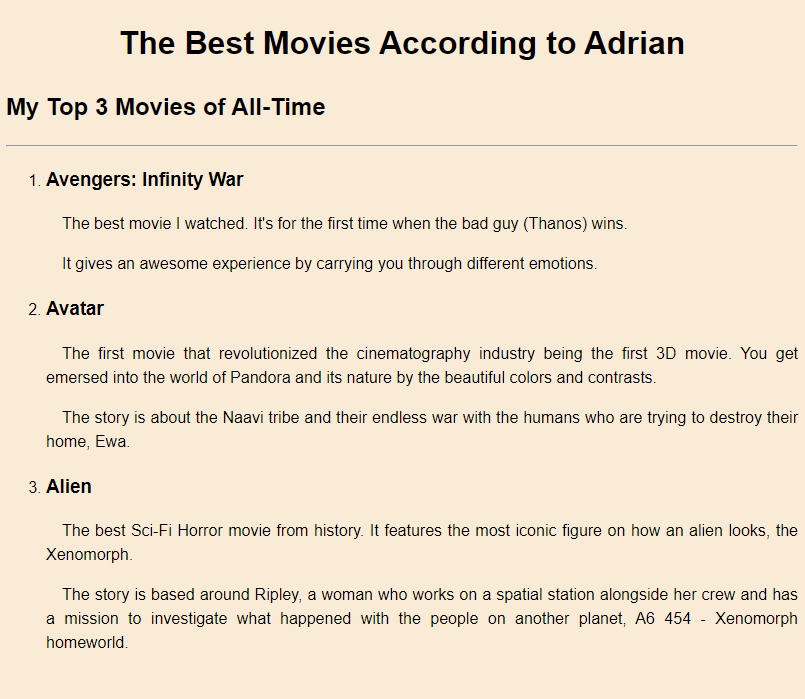 The Best Movies According to Adrian
My Top 3 Movies of All-Time
1. Avengers: Infinity War
The best movie I watched. It's for the first time when the bad guy (Thanos) wins.
It gives an awesome experience by carrying you through different emotions.
2. Avatar
The first movie that revolutionized the cinematography industry being the first 3D movie. You get
emersed into the world of Pandora and its nature by the beautiful colors and contrasts.
The story is about the Naavi tribe and their endless war with the humans who are trying to destroy their
home, Ewa.
3. Alien
The best Sci-Fi Horror movie from history. It features the most iconic figure on how an alien looks, the
Xenomorph.
The story is based around Ripley, a woman who works on a spatial station alongside her crew and has
a mission to investigate what happened with the people on another planet, A6 454 - Xenomorph
homeworld.